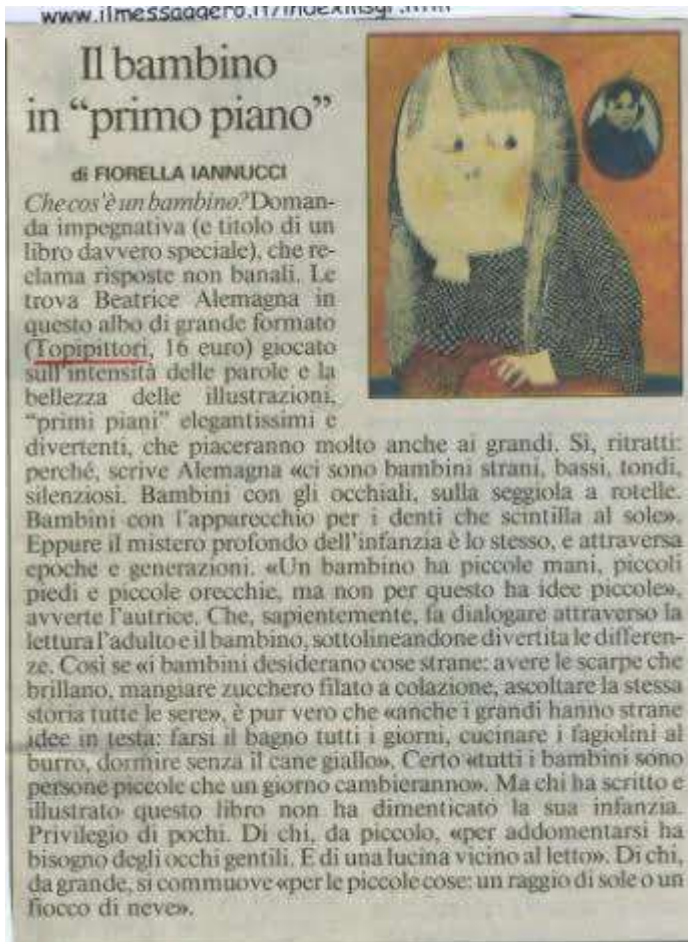 www.ilmessaggero.it/indexmsgr.htm
Il bambino
in “primo piano”
di FIORELLA IANNUCCI
Che cos'è un bambino? Doman-
da impegnativa (e titolo di un
libro davvero speciale), che re-
clama risposte non banali. Le
trova Beatrice Alemagna in
questo albo di grande formato
(Topipittori, 16 euro) giocato
sull'intensità delle parole e la
bellezza delle illustrazioni,
“primi piani” elegantissimi e
divertenti, che piaceranno molto anche ai grandi. Sì, ritratti:
perché, scrive Alemagna «ci sono bambini strani, bassi, tondi,
silenziosi. Bambini con gli occhiali, sulla seggiola a rotelle.
Bambini con l'apparecchio per i denti che scintilla al sole».
Eppure il mistero profondo dell'infanzia è lo stesso, e attraversa
epoche e generazioni. «Un bambino ha piccole mani, piccoli
piedi e piccole orecchie, ma non per questo ha idee piccole»,
avverte l'autrice. Che, sapientemente, fa dialogare attraverso la
lettura l'adulto e il bambino, sottolineandone divertita le differen-
ze. Così se «i bambini desiderano cose strane: avere le scarpe che
brillano, mangiare zucchero filato a colazione, ascoltare la stessa
storia tutte le sere», è pur vero che «anche i grandi hanno strane
idee in testa: farsi il bagno tutti i giorni, cucinare i fagiolini al
burro, dormire senza il cane giallo». Certo «tutti i bambini sono
persone piccole che un giorno cambieranno». Ma chi ha scritto e
illustrato questo libro non ha dimenticato la sua infanzia.
Privilegio di pochi. Di chi, da piccolo, «per addomentarsi ha
bisogno degli occhi gentili. E di una lucina vicino al letto». Di chi,
da grande, si commuove «per le piccole cose: un raggio di sole o un
fiocco di neve».